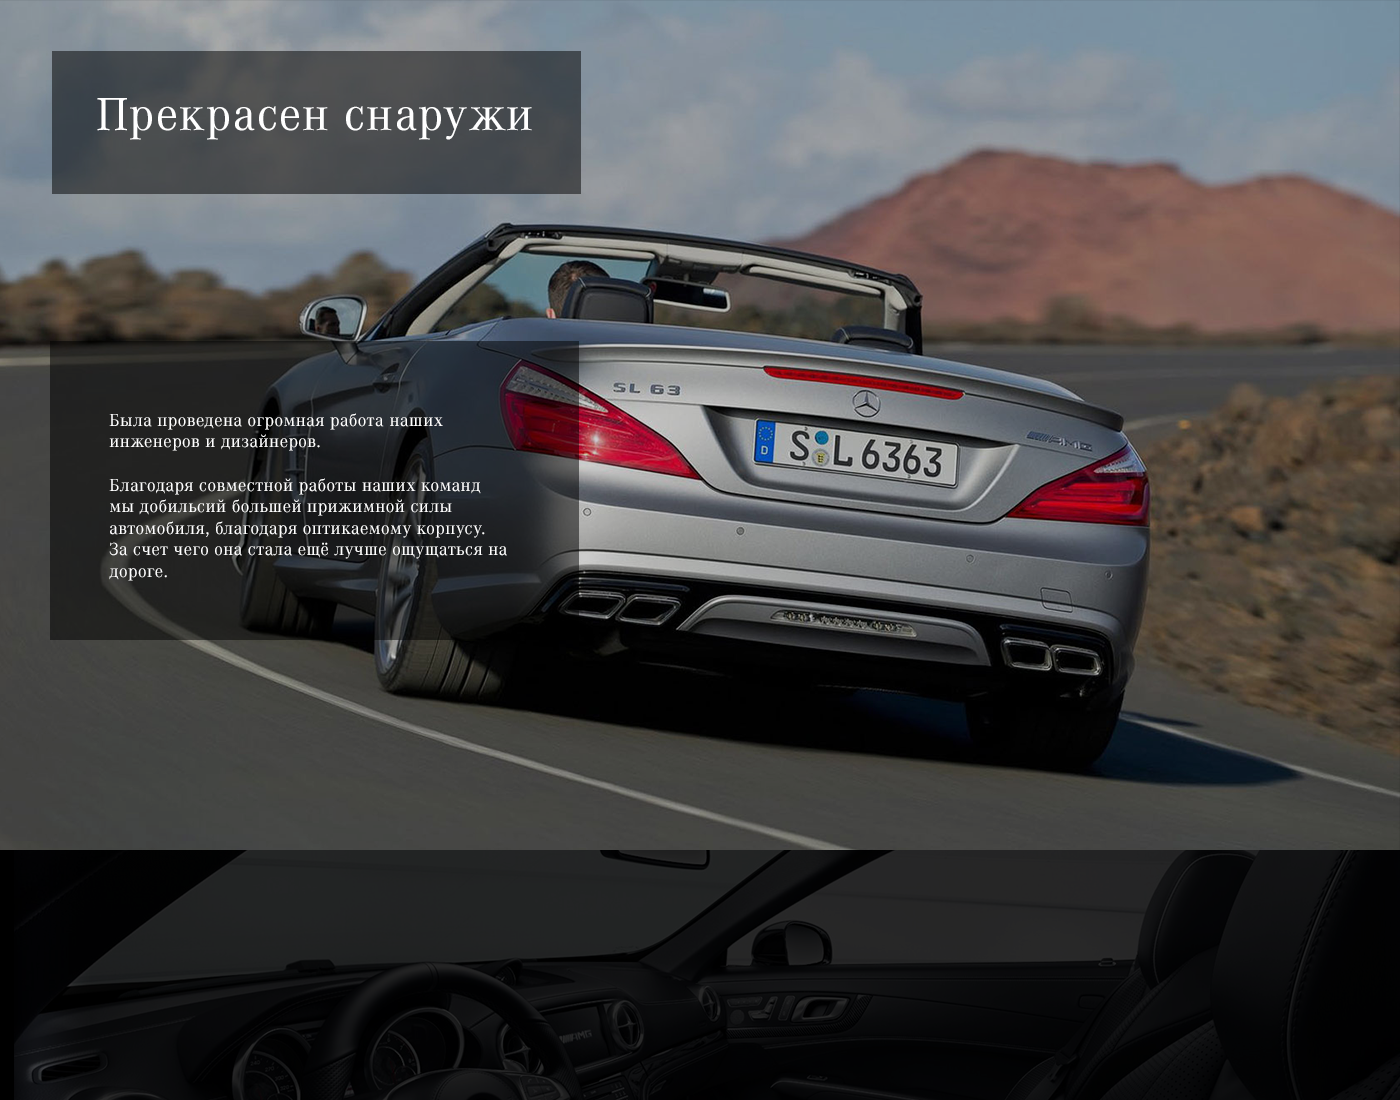 Прекрасен снаружи
SL 63
AMG
D
S L 6363
Была проведена огромная работа наших
инженеров и дизайнеров.
Благодаря совместной работы наших команд
мы добильсий большей прижимной силы
автомобиля, благодаря оптикаемому корпусу.
За счет чего она стала ещё лучше ощущаться на
дороге.
AMG